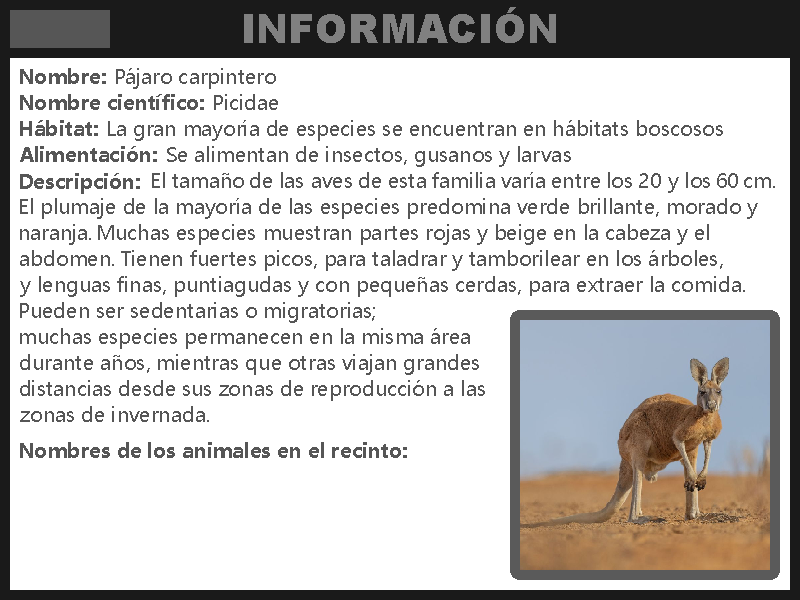 INFORMACIÓN
Nombre: Pájaro carpintero
Nombre científico: Picidae
Hábitat: La gran mayoría de especies se encuentran en hábitats boscosos
Alimentación: Se alimentan de insectos, gusanos y larvas
Descripción: El tamaño de las aves de esta familia varía entre los 20 y los 60 cm.
El plumaje de la mayoría de las especies predomina verde brillante, morado y
naranja. Muchas especies muestran partes rojas y beige en la cabeza y el
abdomen. Tienen fuertes picos, para taladrar y tamborilear en los árboles,
y lenguas finas, puntiagudas y con pequeñas cerdas, para extraer la comida.
Pueden ser sedentarias o migratorias;
muchas especies permanecen en la misma área
durante años, mientras que otras viajan grandes
distancias desde sus zonas de reproducción a las
zonas de invernada.
Nombres de los animales en el recinto: